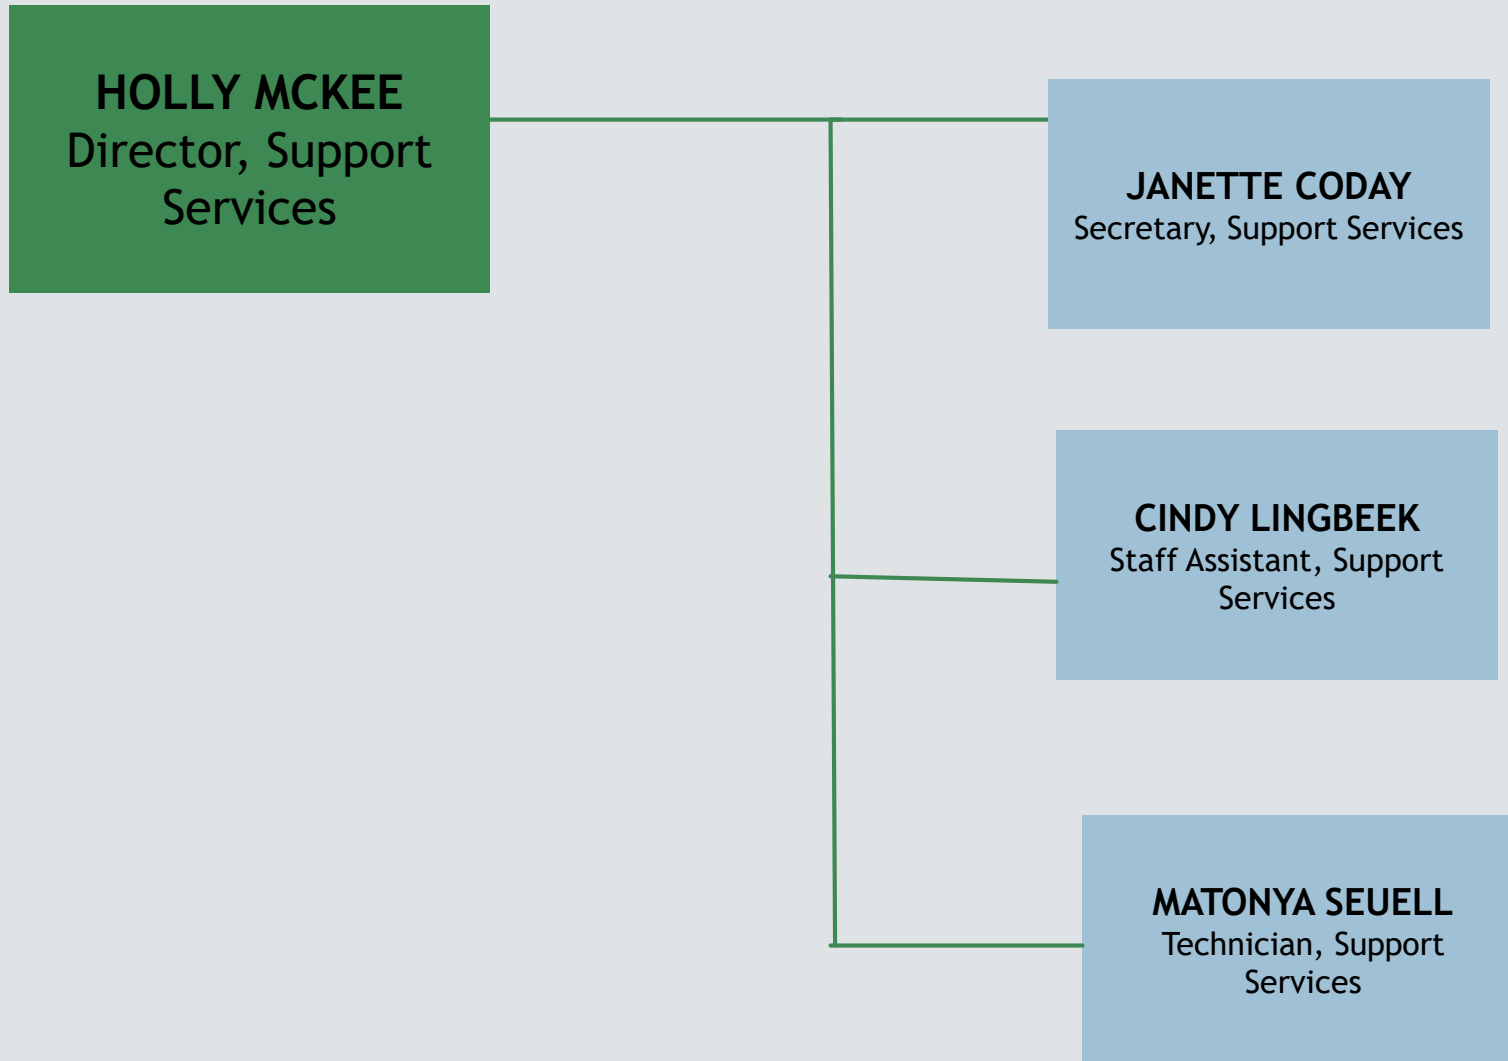 HOLLY MCKEE
Director, Support
Services
JANETTE CODAY
Secretary, Support Services
CINDY LINGBEEK
Staff Assistant, Support
Services
MATONYA SEUELL
Technician, Support
Services